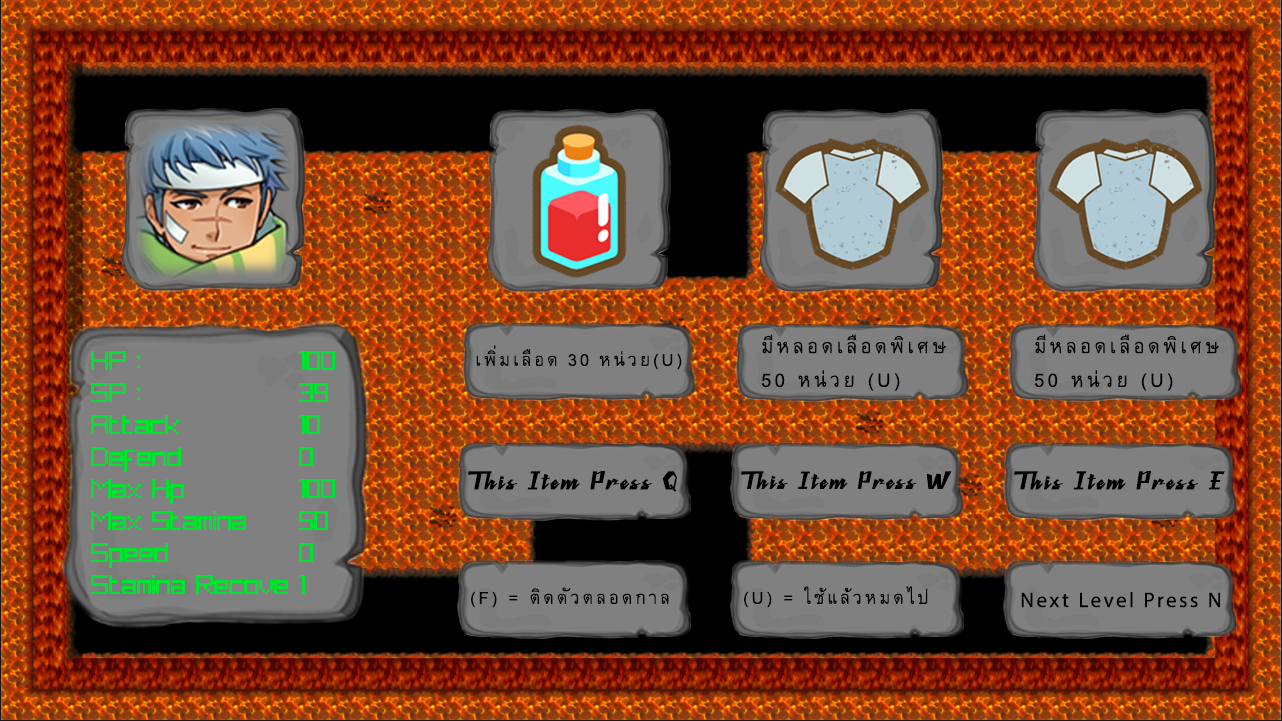 HP : 100
SP : 38
Attack 10
Defend 0
Max Hp 100
Max Stamina 50
Speed 0
Stamina Recove 1
เพิ่มเลือด 30 หน่วย(U)
มีหลอดเลือดพิเศษ
50 หน่วย (U)
มีหลอดเลือดพิเศษ
50 หน่วย (U)
This Item Press Q
This Item Press W
This Item Press E
(F) = ติดตัวตลอดกาล
(U) = ใช้แล้วหมดไป
Next Level Press N